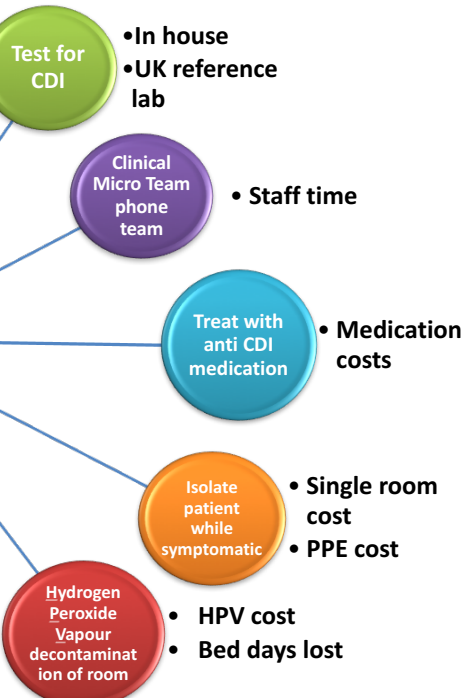 Test for
CDI
•In house
•UK reference
lab
Clinical
Micro Team
phone
team
• Staff time
Treat with
anti CDI
medication
• Medication
costs
Isolate
patient
while
symptomatic
• Single room
cost
• PPE cost
Hydrogen
Peroxide
Vapour
decontaminat
ion of room
• HPV cost
• Bed days lost